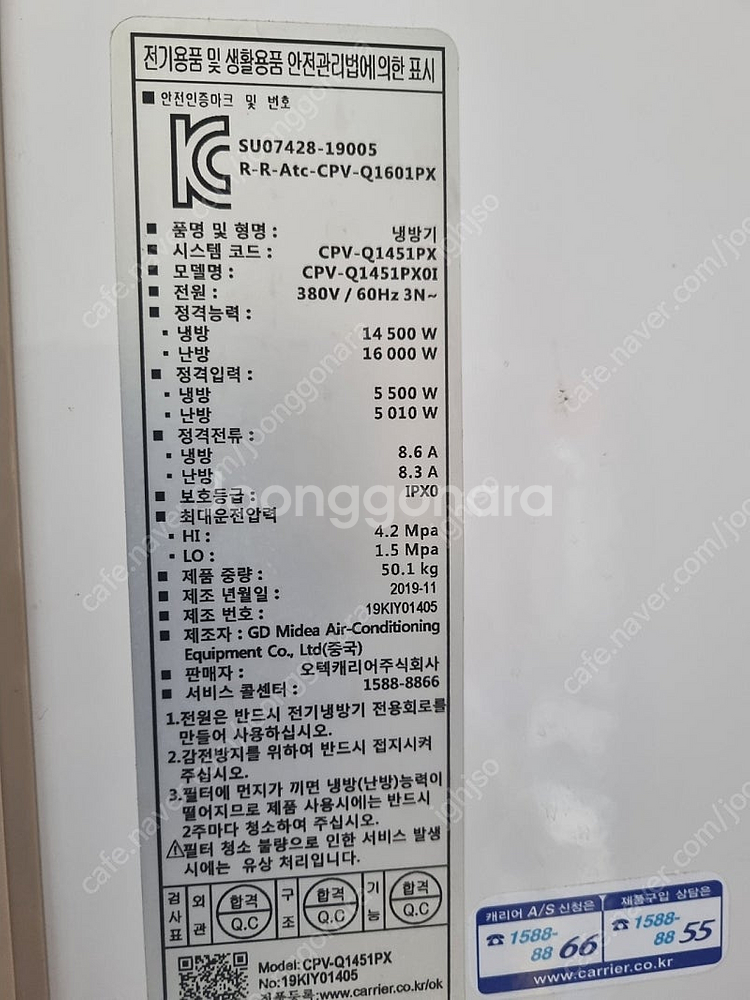 전기용품 및 생활용품 안전관리법에의한 표시
■ 안전인증마크 및 번호
SU07428-19005
R-R-Atc-CPV-Q1601PX
■ 품명 및 형명 : 냉방기
■ 시스템 코드 : CPV-Q1451PX
■ 모델명 : CPV-Q1451PX0I
■ 전원 : 380V / 60Hz 3N~
■ 정격능력 :
▪ 냉방 14 500 W
▪ 난방 16 000 W
■ 정격입력 :
▪ 냉방 5 500 W
▪ 난방 5 010 W
■ 정격전류 :
▪ 냉방 8.6 A
▪ 난방 8.3 A
■ 보호등급 : IPX0
■ 최대운전압력
▪ HI : 4.2 Mpa
▪ LO : 1.5 Mpa
■ 제품 중량 : 50.1 kg
■ 제조 년월일 : 2019-11
■ 제조 번호 : 19KIY01405
■ 제조자 : GD Midea Air-Conditioning
Equipment Co., Ltd(중국)
■ 판매자 : 오텍캐리어주식회사
■ 서비스 콜센터 : 1588-8866
1.전원은 반드시 전기냉방기 전용회로를
만들어 사용하십시오.
2.감전방지를 위하여 반드시 접지시켜
주십시오.
3.필터에 먼지가 끼면 냉방(난방)능력이
떨어지므로 제품 사용시에는 반드시
2주마다 청소하여 주십시오.
⚠필터 청소 불량으로 인한 서비스 발생
시에는 유상 처리입니다.
검사표 외관 합격 Q.C 구조 합격 Q.C 기능 합격 Q.C
Model: CPV-Q1451PX
No:19KIY01405
제품등록:www.carrier.co.kr/ok
캐리어 A/S 신청은
☎ 1588-
8866
제품구입 상담은
☎ 1588-
8855
www.carrier.co.kr
joonggonara
cafe.naver.com/joonggonara
jghjso